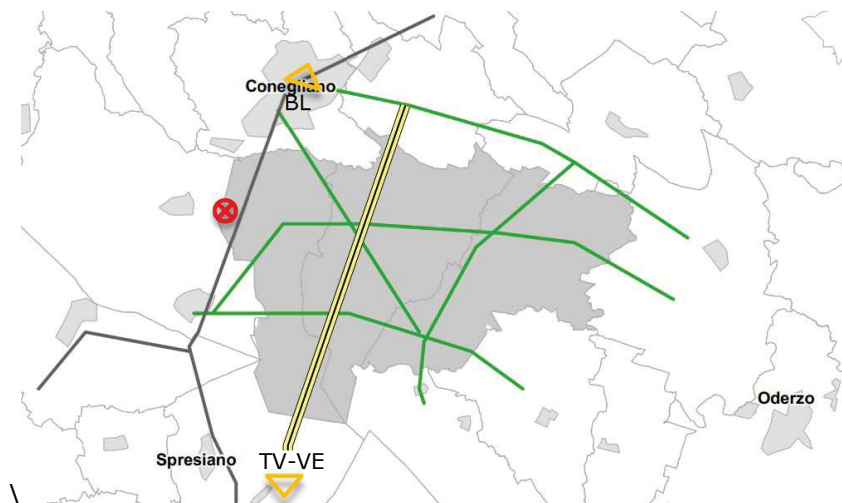 Conegliano
BL
Oderzo
Spresiano
TV-VE
\